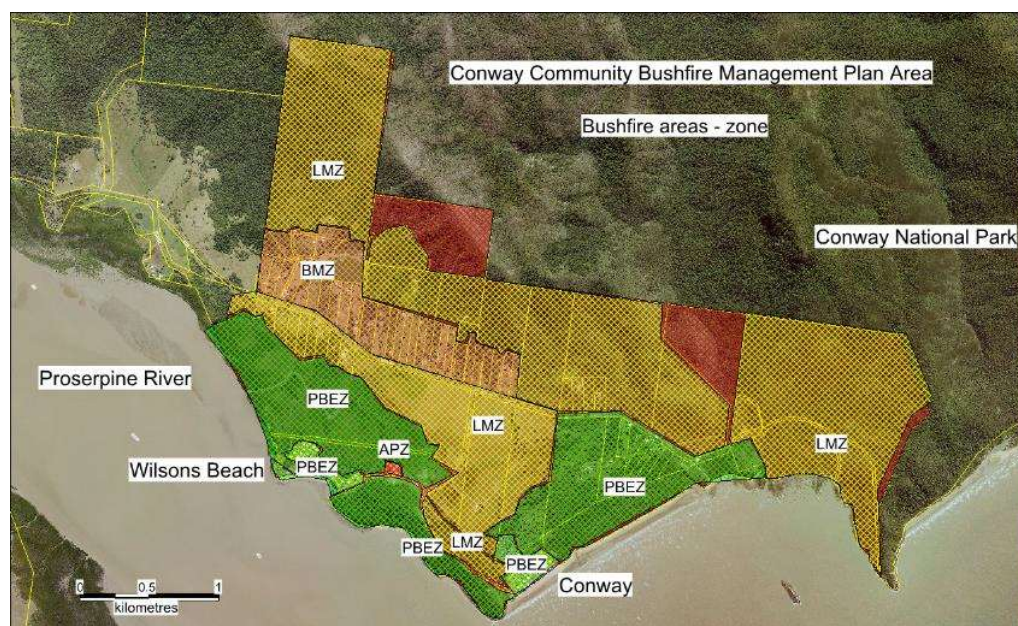 Conway Community Bushfire Management Plan Area
Bushfire areas - zone
LMZ
Conway National Park
BMZ
Proserpine River
PBEZ
LMZ
LMZ
APZ
Wilsons Beach
PBEZ
PBEZ
PBEZ
LMZ
PBEZ
Conway
0 0.5 1
kilometres